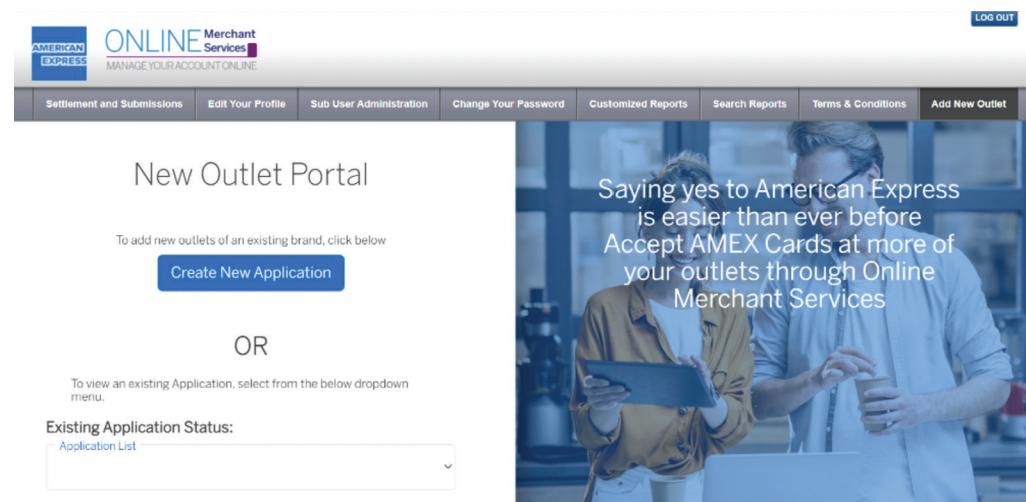 LOG OUT
AMERICAN
EXPRESS
ONLINE Merchant
Services
MANAGE YOUR ACCOUNT ONLINE
Settlement and Submissions
Edit Your Profile
Sub User Administration
Change Your Password
Customized Reports
Search Reports
Terms & Conditions
Add New Outlet
New Outlet Portal
To add new outlets of an existing brand, click below
Create New Application
OR
To view an existing Application, select from the below dropdown
menu.
Existing Application Status:
Application List
Saying yes to American Express
is easier than ever before
Accept AMEX Cards at more of
your outlets through Online
Merchant Services